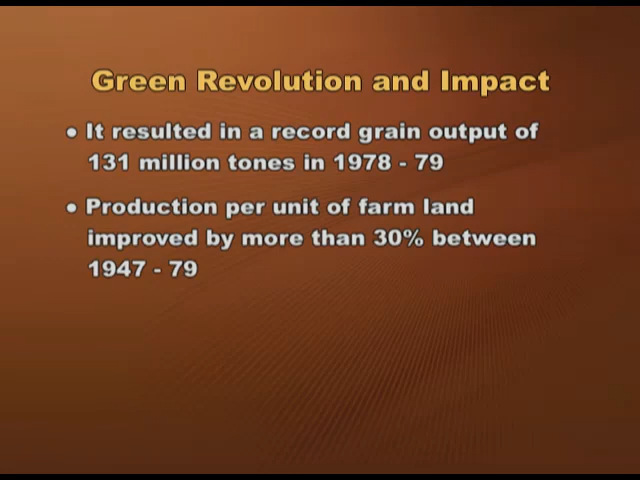 Green Revolution and Impact
• It resulted in a record grain output of
131 million tones in 1978 - 79
• Production per unit of farm land
improved by more than 30% between
1947 - 79